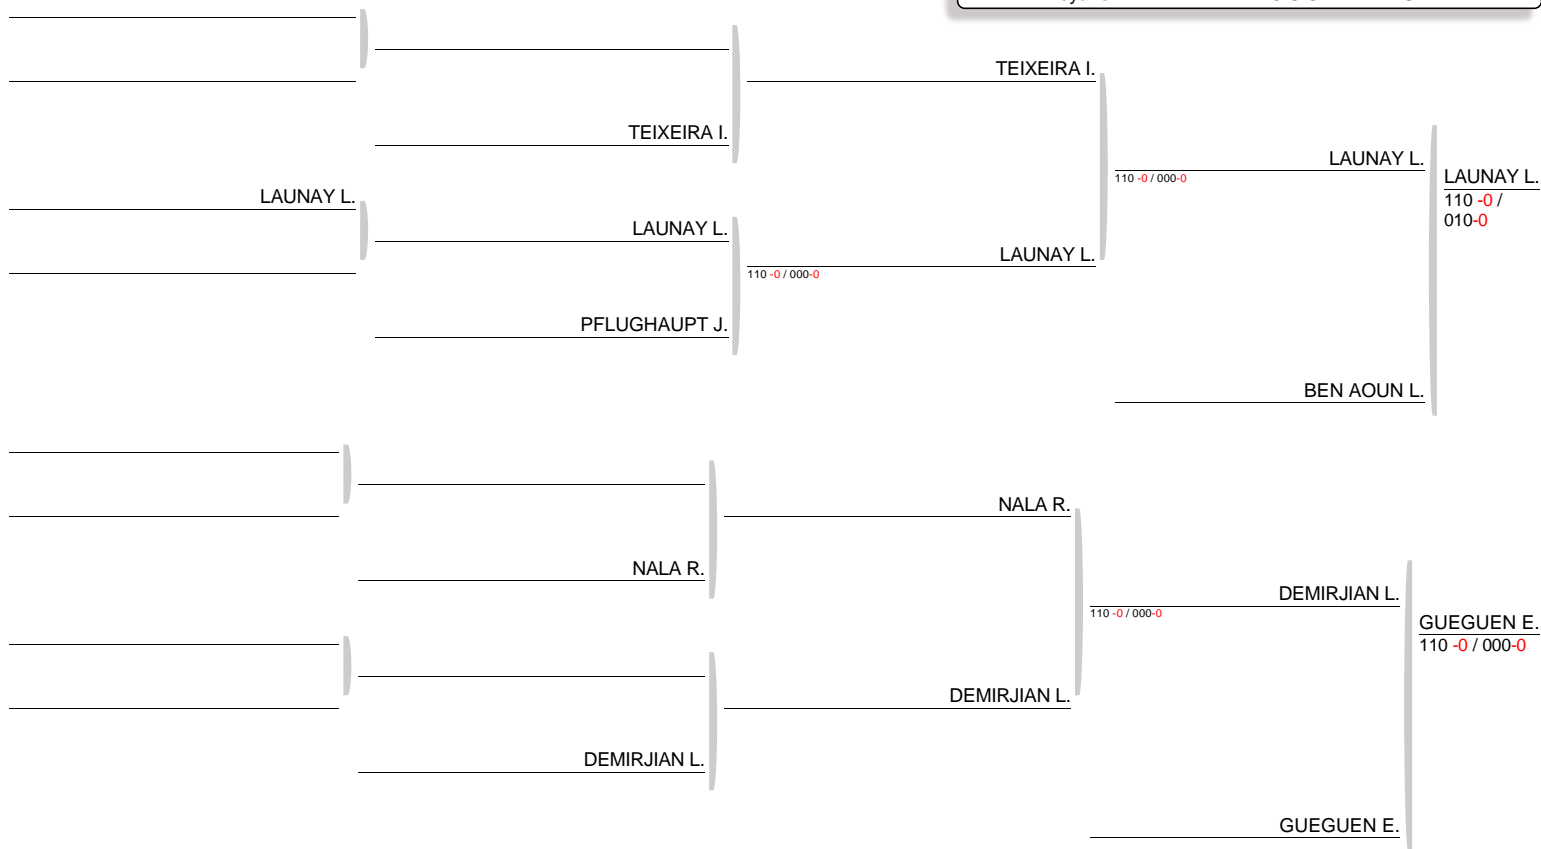 TEIXEIRA I.
TEIXEIRA I.
LAUNAY L.
110 -0 / 000-0
LAUNAY L.
110 -0 /
010-0
LAUNAY L.
LAUNAY L.
LAUNAY L.
110 -0 / 000-0
PFLUGHAUPT J.
BEN AOUN L.
NALA R.
NALA R.
DEMIRJIAN L.
110 -0 / 000-0
GUEGUEN E.
110 -0 / 000-0
DEMIRJIAN L.
DEMIRJIAN L.
GUEGUEN E.